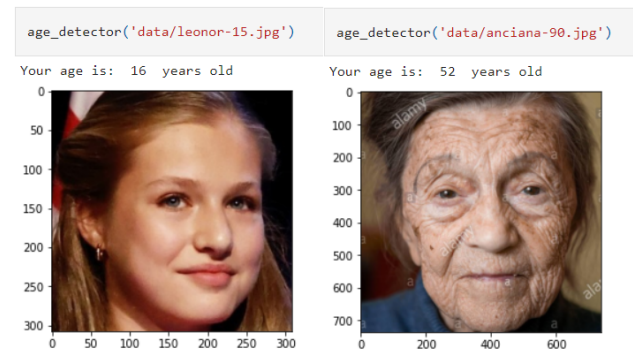 age_detector('data/leonor-15.jpg')
Your age is:  16  years old
0
50
100
150
200
250
300
0
50
100
150
200
250
300
age_detector('data/anciana-90.jpg')
Your age is:  52  years old
0
100
200
300
400
500
600
700
0
200
400
600
alamy
alamy
a
a
a
a